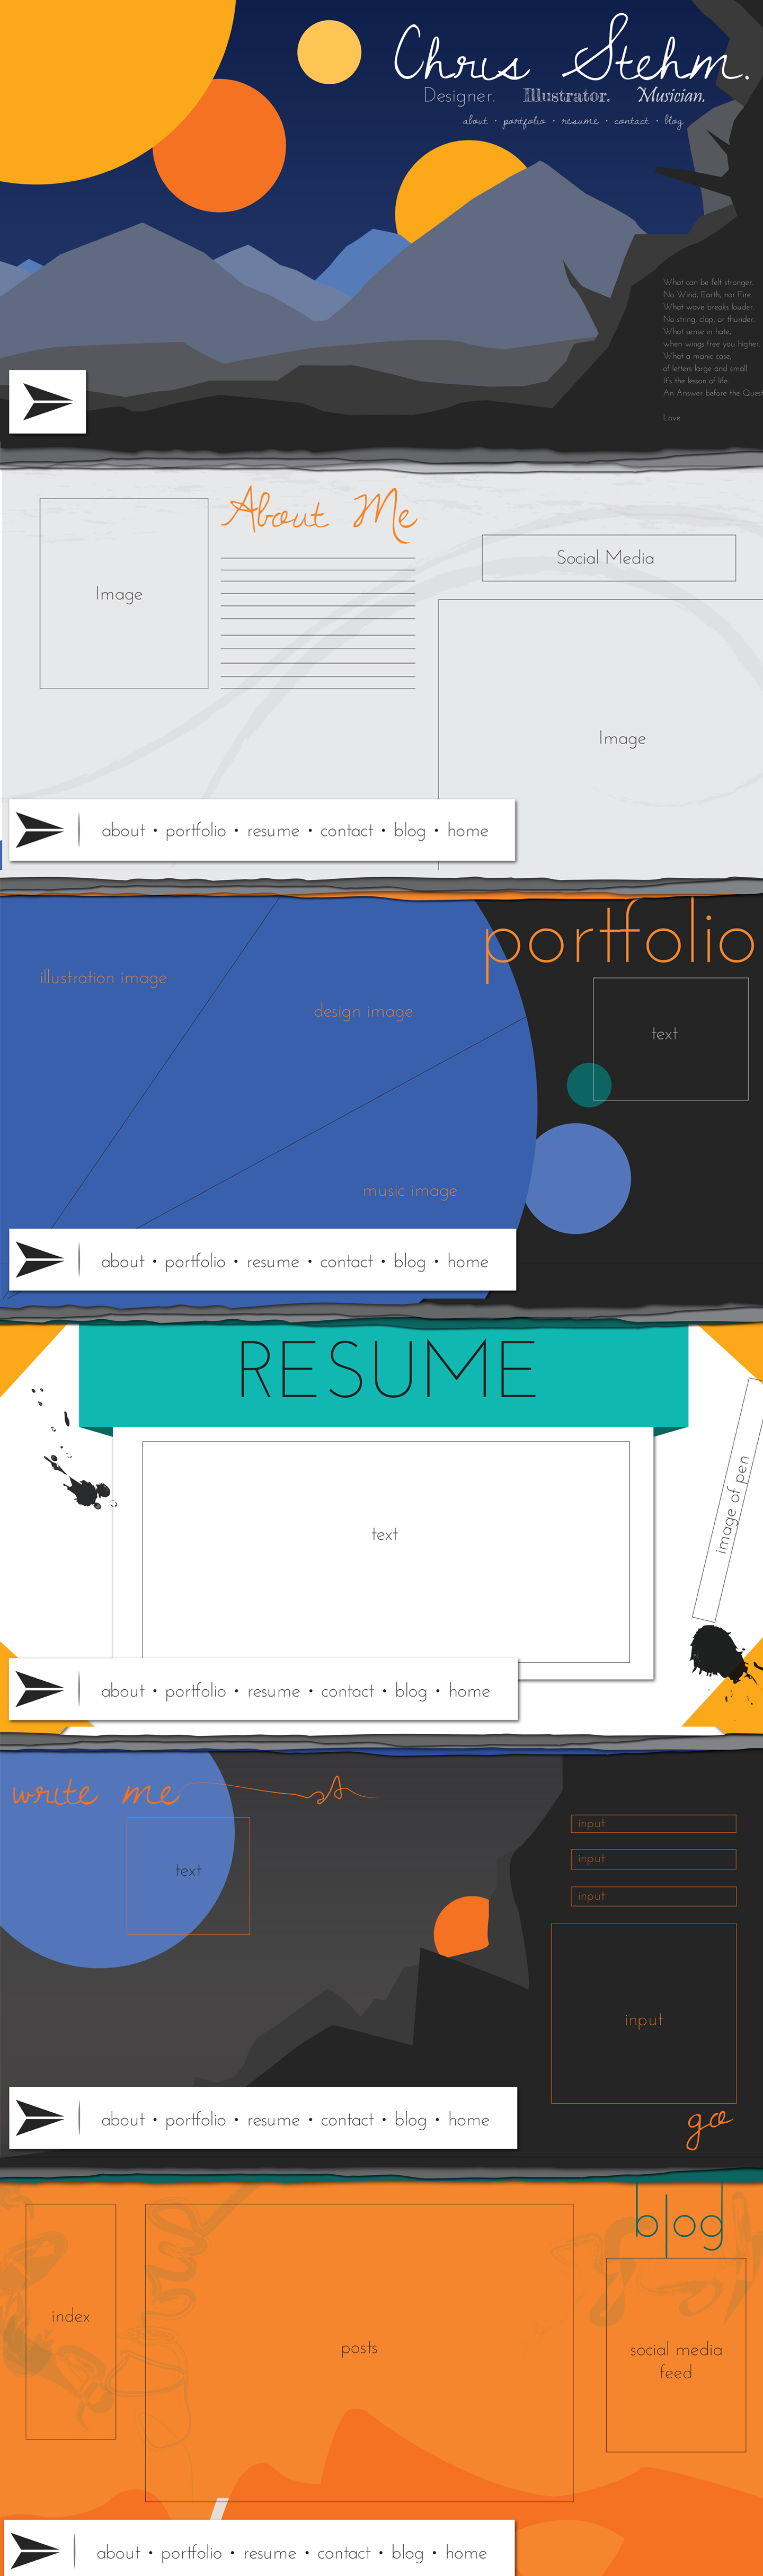 Chris Stehm.
Designer. Illustrator. Musician.
about · portfolio · resume · contact · blog
What can be felt stronger.
No Wind, Earth, nor Fire.
What wave breaks louder.
No string, clap, or thunder.
What sense in hate,
when wings free you higher.
What a manic case,
of letters large and small.
It's the lesson of life.
An Answer before the Quest
Love
About Me
Social Media
Image
Image
about • portfolio • resume • contact • blog • home
portfolio
illustration image
design image
text
music image
about • portfolio • resume • contact • blog • home
RESUME
image of pen
text
about • portfolio • resume • contact • blog • home
write me
input
text
input
input
input
about • portfolio • resume • contact • blog • home
go
blog
index
posts
social media
feed
about • portfolio • resume • contact • blog • home